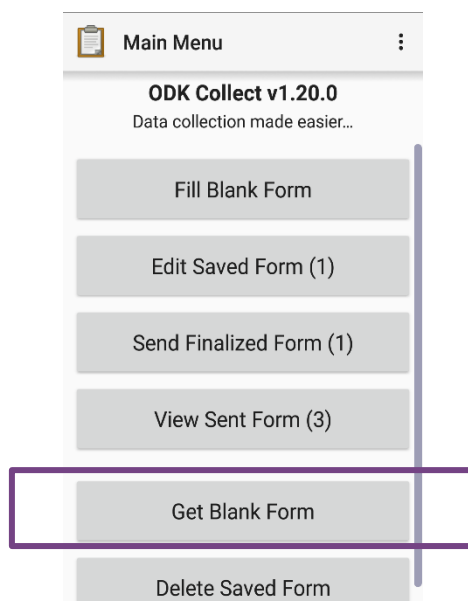 Main Menu
ODK Collect v1.20.0
Data collection made easier...
Fill Blank Form
Edit Saved Form (1)
Send Finalized Form (1)
View Sent Form (3)
Get Blank Form
Delete Saved Form